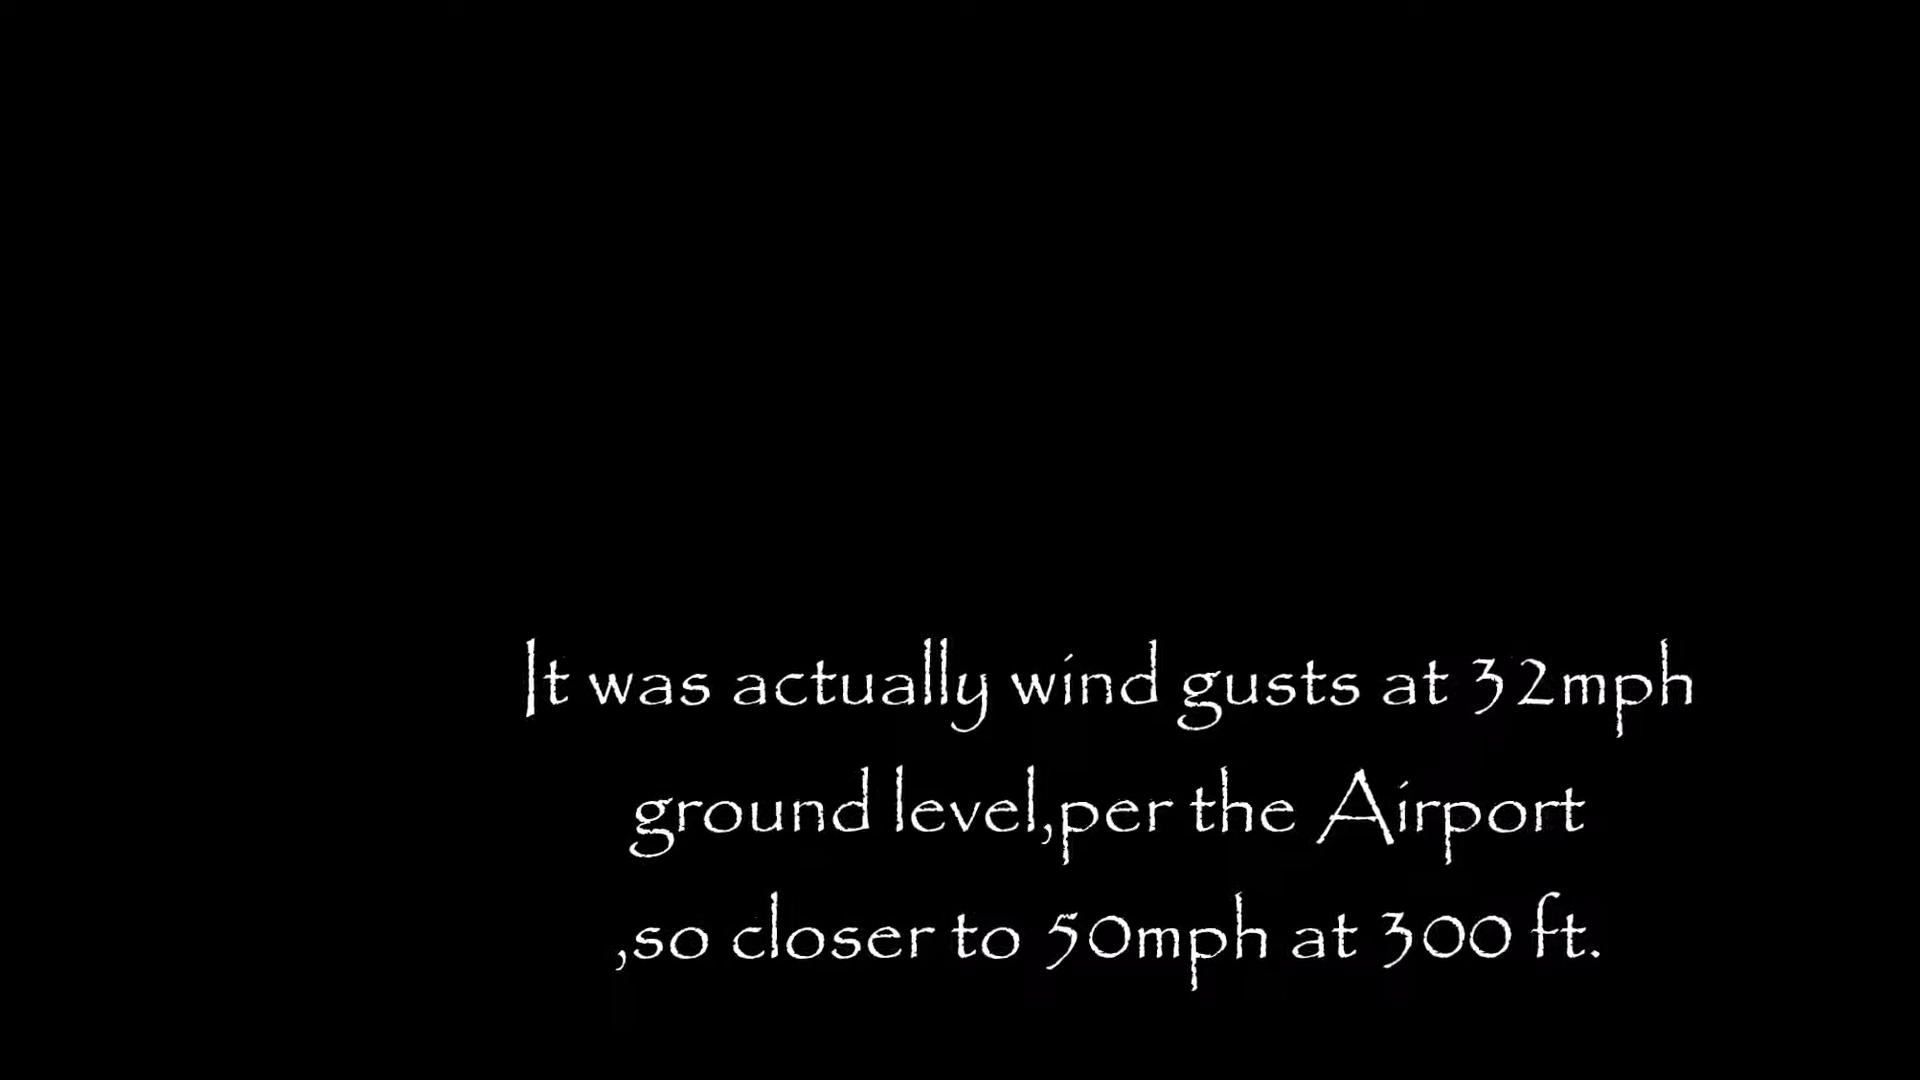 It was actually wind gusts at 32mph
ground level,per the Airport
,so closer to 50mph at 300 ft.